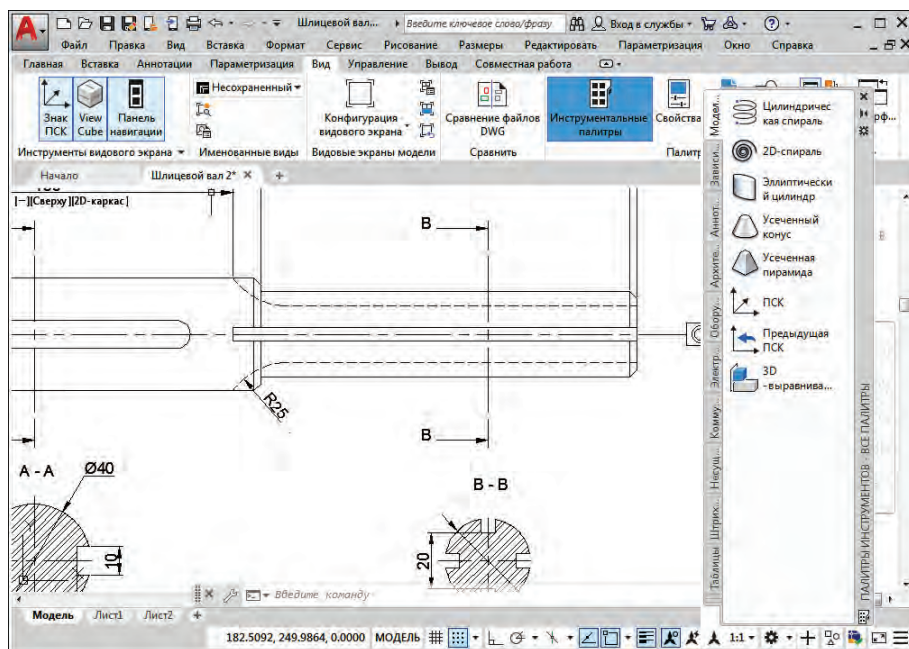 A
Шлицевой вал...
Введите ключевое слово/фразу
Вход в службы
Файл Правка Вид Вставка Формат Сервис Рисование Размеры Редактировать Параметризация Окно Справка
Главная Вставка Аннотации Параметризация Вид Управление Вывод Совместная работа
Знак ПСК
View Cube
Панель навигации
Несохраненный
Конфигурация видового экрана
Сравнение файлов DWG
Инструментальные палитры
Свойства
Инструменты видового экрана
Именованные виды
Видовые экраны модели
Сравнить
Палит
Начало
Шлицевой вал 2*
[−][Сверху][2D-каркас]
B
B
R25
A - A
Ø40
10
B - B
20
Модел...
Зависи...
Аннот...
Архите...
Обору...
Электр...
Комму...
Несущ...
Штрих...
Таблицы
Цилиндричес
кая спираль
2D-спираль
Эллиптически
й цилиндр
Усеченный
конус
Усеченная
пирамида
ПСК
Предыдущая
ПСК
3D
-выравнива...
ПАЛИТРЫ ИНСТРУМЕНТОВ - ВСЕ ПАЛИТРЫ
Введите команду
Модель Лист1 Лист2 +
182.5092, 249.9864, 0.0000 МОДЕЛЬ 1:1